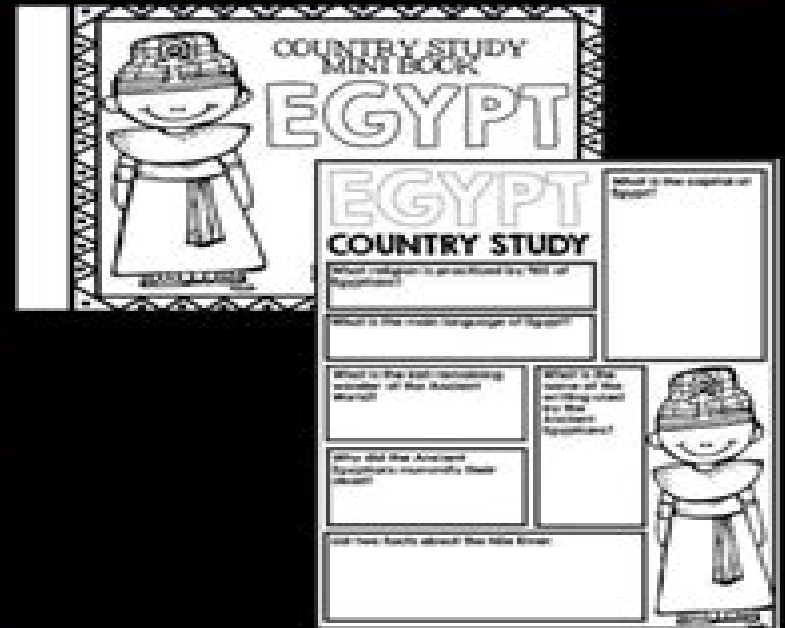 COUNTRY STUDY
MINI BOOK
EGYPT
EGYPT
COUNTRY STUDY
What is the capital of
Egypt?
What religion is practiced by of
Egyptians?
What is the main language of Egypt?
What is the last remaining
wonder of the Ancient
World?
What is the
name of the
writing used
by the
Ancient
Egyptians?
Why did the Ancient
Egyptians mummify their
dead?
List two facts about the Nile River.